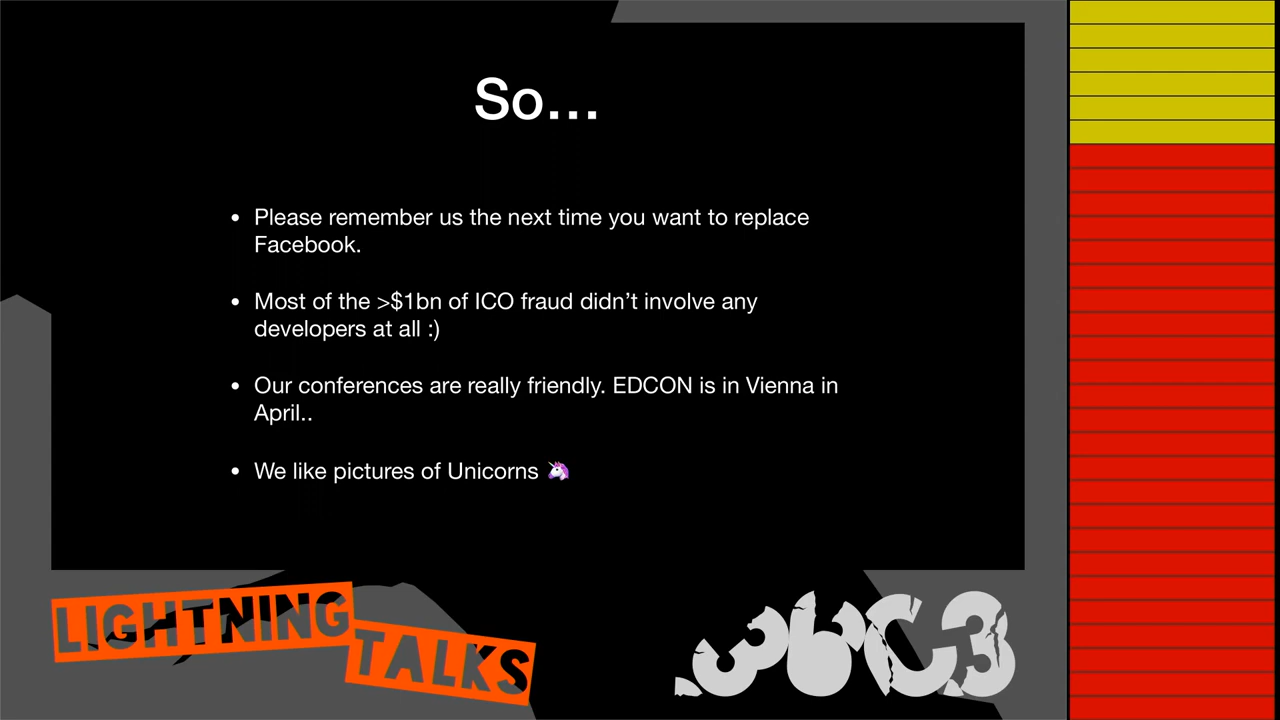 So...
• Please remember us the next time you want to replace
Facebook.
• Most of the >$1bn of ICO fraud didn’t involve any
developers at all :)
• Our conferences are really friendly. EDCON is in Vienna in
April..
• We like pictures of Unicorns 🦄
LIGHTNING
TALKS
36C3